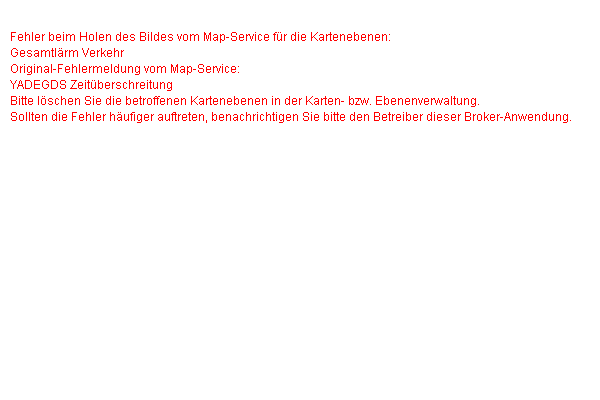 Fehler beim Holen des Bildes vom Map-Service für die Kartenebenen:
Gesamtlärm Verkehr
Original-Fehlermeldung vom Map-Service:
YADEGDS Zeitüberschreitung
Bitte löschen Sie die betroffenen Kartenebenen in der Karten- bzw. Ebenenverwaltung.
Sollten die Fehler häufiger auftreten, benachrichtigen Sie bitte den Betreiber dieser Broker-Anwendung.